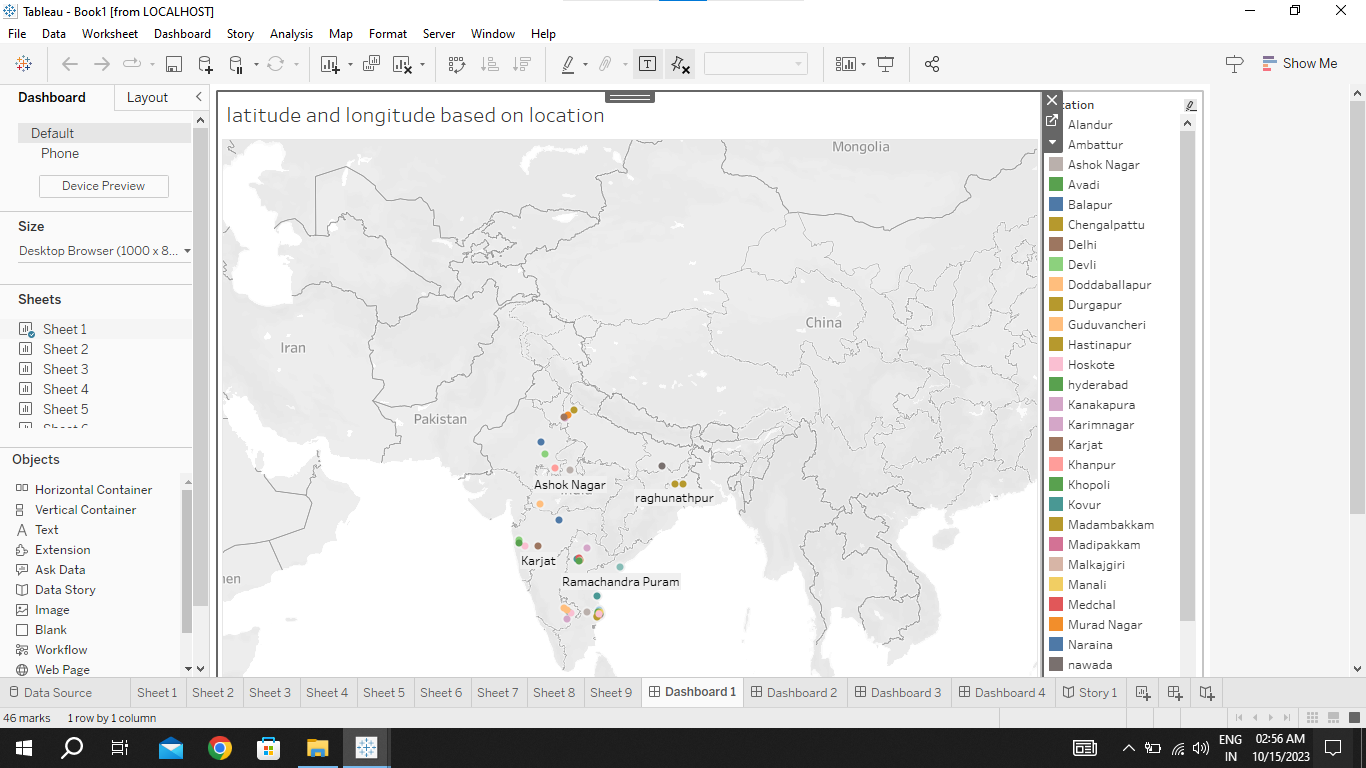 Tableau - Book1 [from LOCALHOST]
File Data Worksheet Dashboard Story Analysis Map Format Server Window Help
Show Me
Dashboard Layout
Default
Phone
Device Preview
Size
Desktop Browser (1000 x 8...
Sheets
Sheet 1
Sheet 2
Sheet 3
Sheet 4
Sheet 5
Objects
Horizontal Container
Vertical Container
Text
Extension
Ask Data
Data Story
Image
Blank
Workflow
Web Page
latitude and longitude based on location
Mongolia
China
Iran
Pakistan
Ashok Nagar
raghunathpur
Karjat
Ramachandra Puram
Alandur
Ambattur
Ashok Nagar
Avadi
Balapur
Chengalpattu
Delhi
Devli
Doddaballapur
Durgapur
Guduvancheri
Hastinapur
Hoskote
hyderabad
Kanakapura
Karimnagar
Karjat
Khanpur
Khopoli
Kovur
Madambakkam
Madipakkam
Malkajgiri
Manali
Medchal
Murad Nagar
Naraina
nawada
Data Source Sheet 1 Sheet 2 Sheet 3 Sheet 4 Sheet 5 Sheet 6 Sheet 7 Sheet 8 Sheet 9 Dashboard 1 Dashboard 2 Dashboard 3 Dashboard 4 Story 1
46 marks 1 row by 1 column
ENG 02:56 AM
IN 10/15/2023